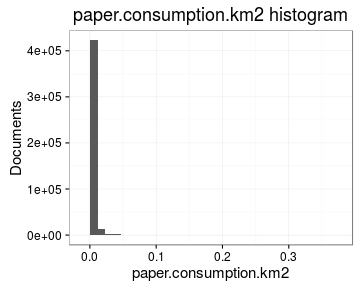 paper.consumption.km2 histogram
4e+05
3e+05
2e+05
1e+05
0e+00
Documents
0.0 0.1 0.2 0.3
paper.consumption.km2